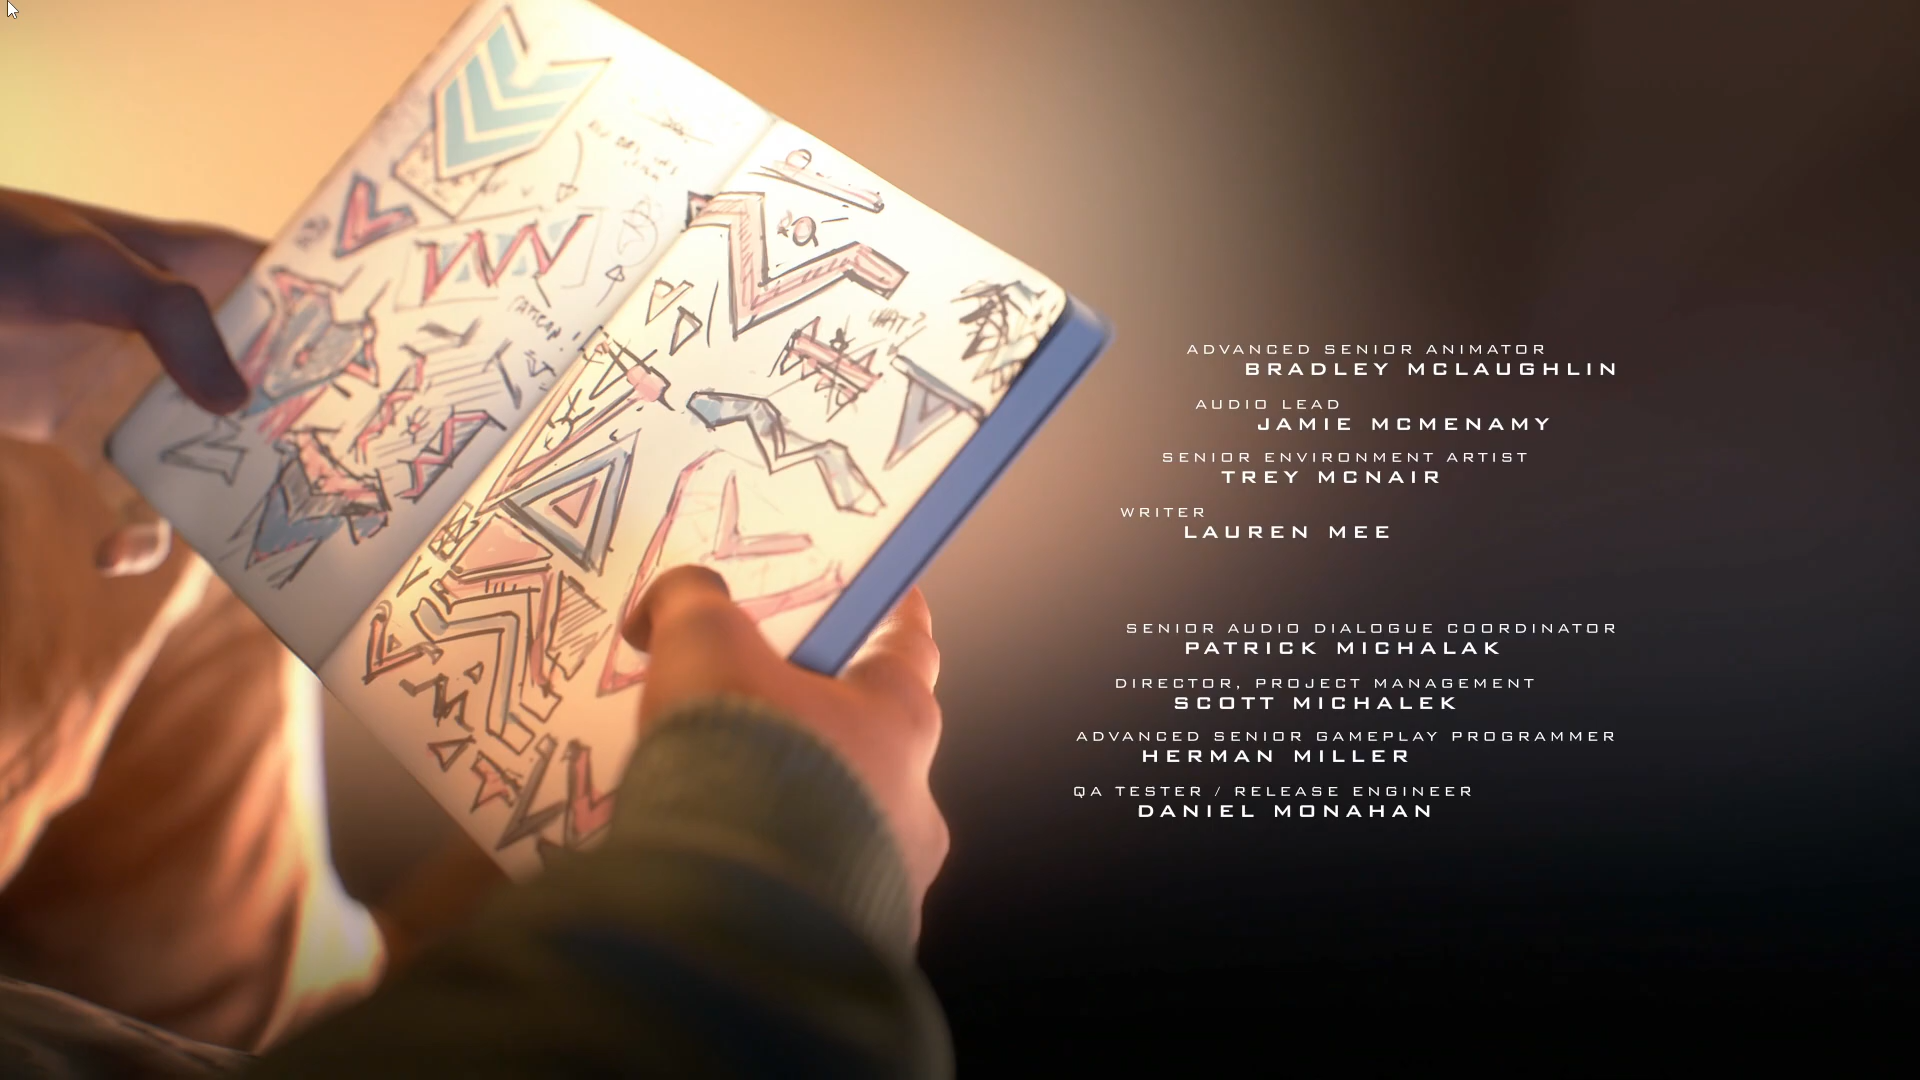 WHAT?
ADVANCED SENIOR ANIMATOR
BRADLEY MCLAUGHLIN
AUDIO LEAD
JAMIE MCMENAMY
SENIOR ENVIRONMENT ARTIST
TREY MCNAIR
WRITER
LAUREN MEE
SENIOR AUDIO DIALOGUE COORDINATOR
PATRICK MICHALAK
DIRECTOR, PROJECT MANAGEMENT
SCOTT MICHALEK
ADVANCED SENIOR GAMEPLAY PROGRAMMER
HERMAN MILLER
QA TESTER / RELEASE ENGINEER
DANIEL MONAHAN